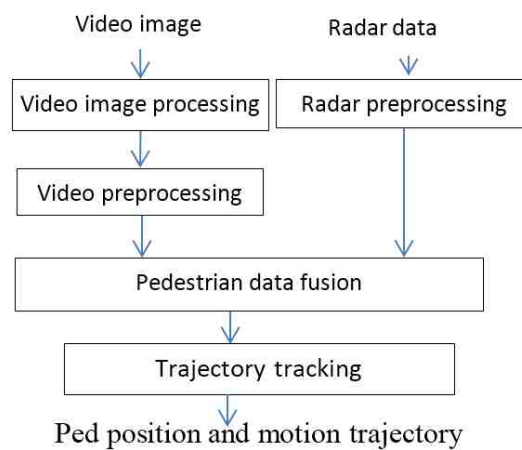 Video image
Radar data
Video image processing
Radar preprocessing
Video preprocessing
Pedestrian data fusion
Trajectory tracking
Ped position and motion trajectory